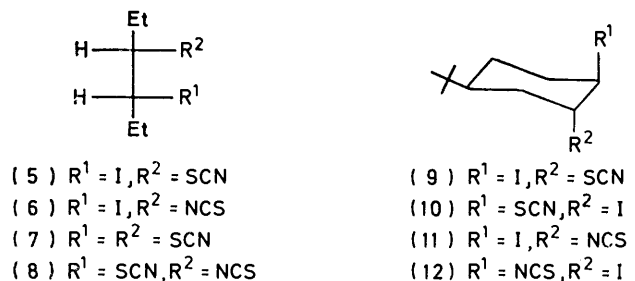 Et
H R²
H R¹
Et
R¹
R²
(5) R¹ = I, R² = SCN
(6) R¹ = I, R² = NCS
(7) R¹ = R² = SCN
(8) R¹ = SCN, R² = NCS
(9) R¹ = I, R² = SCN
(10) R¹ = SCN, R² = I
(11) R¹ = I, R² = NCS
(12) R¹ = NCS, R² = I